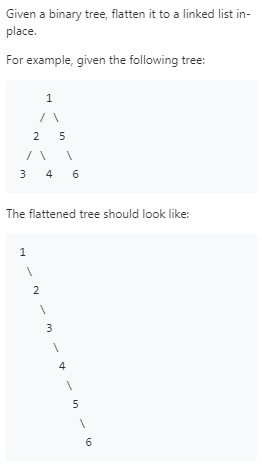 Given a binary tree, flatten it to a linked list in-
place.
For example, given the following tree:
    1
   / \
  2   5
 / \   \
3   4   6
The flattened tree should look like:
1
 \
  2
   \
    3
     \
      4
       \
        5
         \
          6